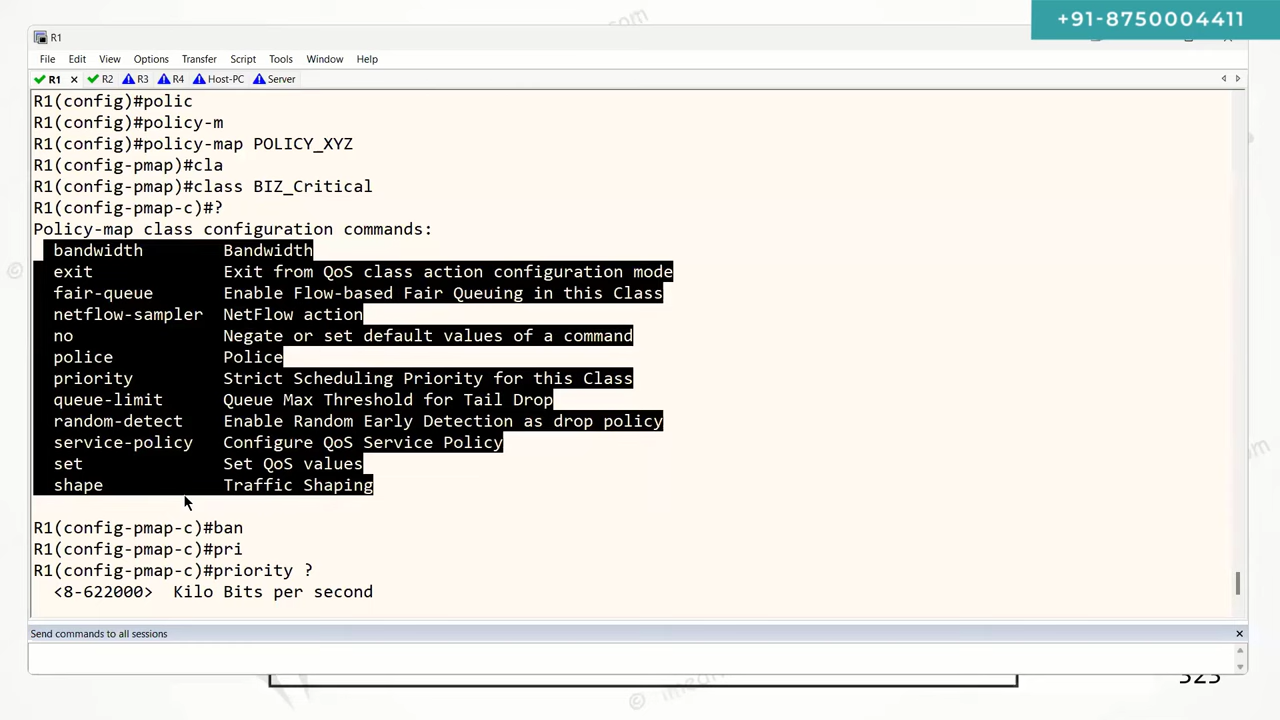 +91-8750004411
R1
File Edit View Options Transfer Script Tools Window Help
R1 R2 R3 R4 Host-PC Server
R1(config)#polic
R1(config)#policy-m
R1(config)#policy-map POLICY_XYZ
R1(config-pmap)#cla
R1(config-pmap)#class BIZ_Critical
R1(config-pmap-c)#?
Policy-map class configuration commands:
bandwidth Bandwidth
exit Exit from QoS class action configuration mode
fair-queue Enable Flow-based Fair Queuing in this Class
netflow-sampler NetFlow action
no Negate or set default values of a command
police Police
priority Strict Scheduling Priority for this Class
queue-limit Queue Max Threshold for Tail Drop
random-detect Enable Random Early Detection as drop policy
service-policy Configure QoS Service Policy
set Set QoS values
shape Traffic Shaping
R1(config-pmap-c)#ban
R1(config-pmap-c)#pri
R1(config-pmap-c)#priority ?
<8-622000> Kilo Bits per second
Send commands to all sessions